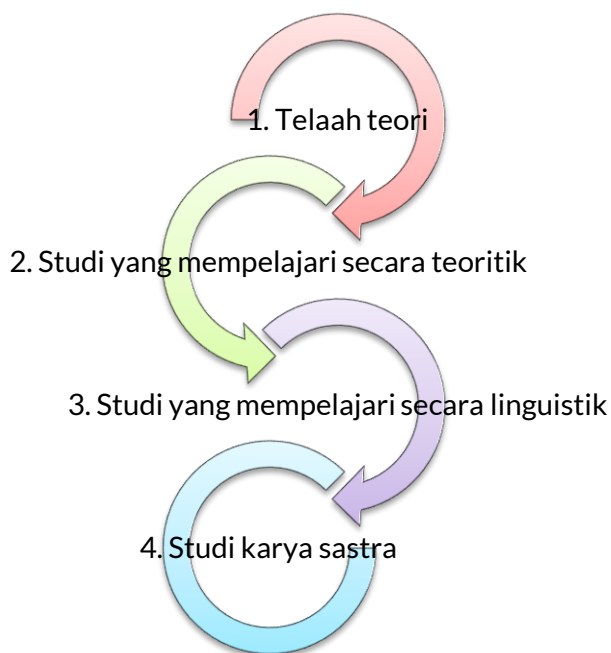 1. Telaah teori
2. Studi yang mempelajari secara teoritik
3. Studi yang mempelajari secara linguistik
4. Studi karya sastra